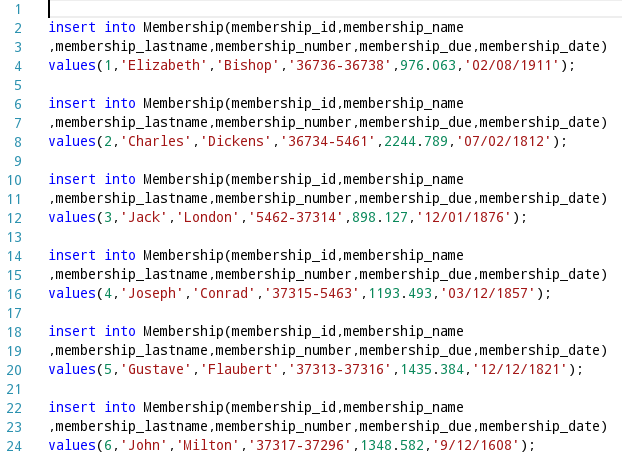 1
2 insert into Membership(membership_id,membership_name
3 ,membership_lastname,membership_number,membership_due,membership_date)
4 values(1,'Elizabeth','Bishop','36736-36738',976.063,'02/08/1911');
5
6 insert into Membership(membership_id,membership_name
7 ,membership_lastname,membership_number,membership_due,membership_date)
8 values(2,'Charles','Dickens','36734-5461',2244.789,'07/02/1812');
9
10 insert into Membership(membership_id,membership_name
11 ,membership_lastname,membership_number,membership_due,membership_date)
12 values(3,'Jack','London','5462-37314',898.127,'12/01/1876');
13
14 insert into Membership(membership_id,membership_name
15 ,membership_lastname,membership_number,membership_due,membership_date)
16 values(4,'Joseph','Conrad','37315-5463',1193.493,'03/12/1857');
17
18 insert into Membership(membership_id,membership_name
19 ,membership_lastname,membership_number,membership_due,membership_date)
20 values(5,'Gustave','Flaubert','37313-37316',1435.384,'12/12/1821');
21
22 insert into Membership(membership_id,membership_name
23 ,membership_lastname,membership_number,membership_due,membership_date)
24 values(6,'John','Milton','37317-37296',1348.582,'9/12/1608');